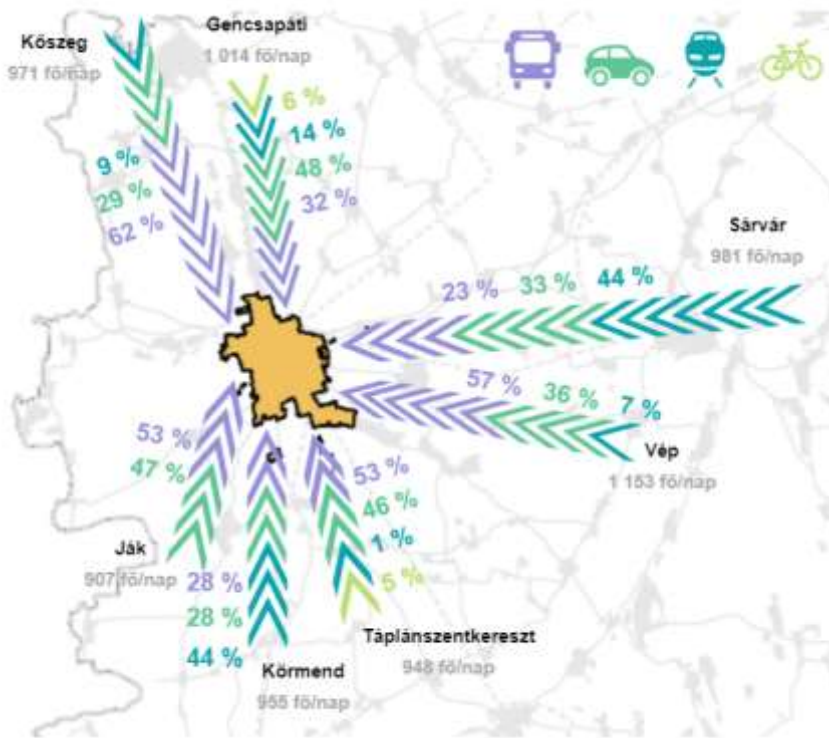 Gencsapáti
1 014 fő/nap
Kőszeg
971 fő/nap
6 %
14 %
48 %
32 %
9 %
29 %
62 %
Sárvár
981 fő/nap
23 %
33 %
44 %
57 %
36 %
7 %
Vép
1 153 fő/nap
53 %
47 %
Ják
907 fő/nap
53 %
46 %
1 %
5 %
28 %
28 %
44 %
Táplánszentkereszt
948 fő/nap
Körmend
955 fő/nap